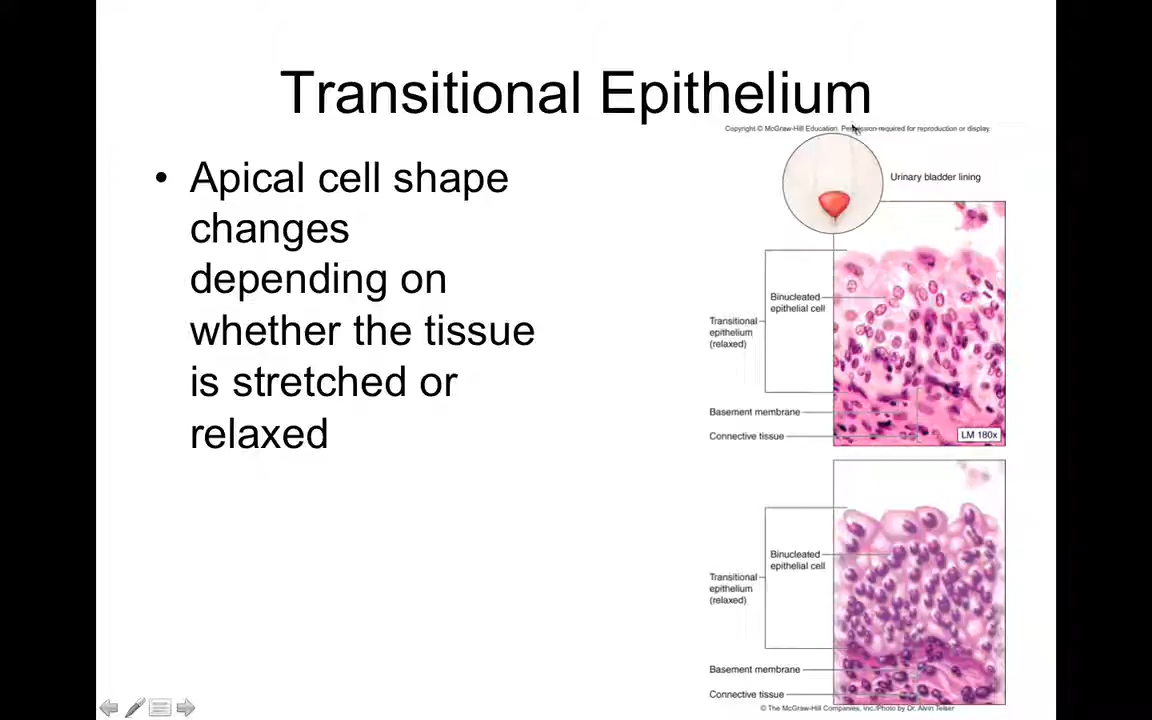 Transitional Epithelium
Copyright © McGraw-Hill Education. Permission required for reproduction or display.
• Apical cell shape
changes
depending on
whether the tissue
is stretched or
relaxed
Urinary bladder lining
Binucleated
epithelial cell
Transitional
epithelium
(relaxed)
Basement membrane
Connective tissue
LM 180x
Binucleated
epithelial cell
Transitional
epithelium
(relaxed)
Basement membrane
Connective tissue
© The McGraw-Hill Companies, Inc./Photo by Dr. Alvin Telser